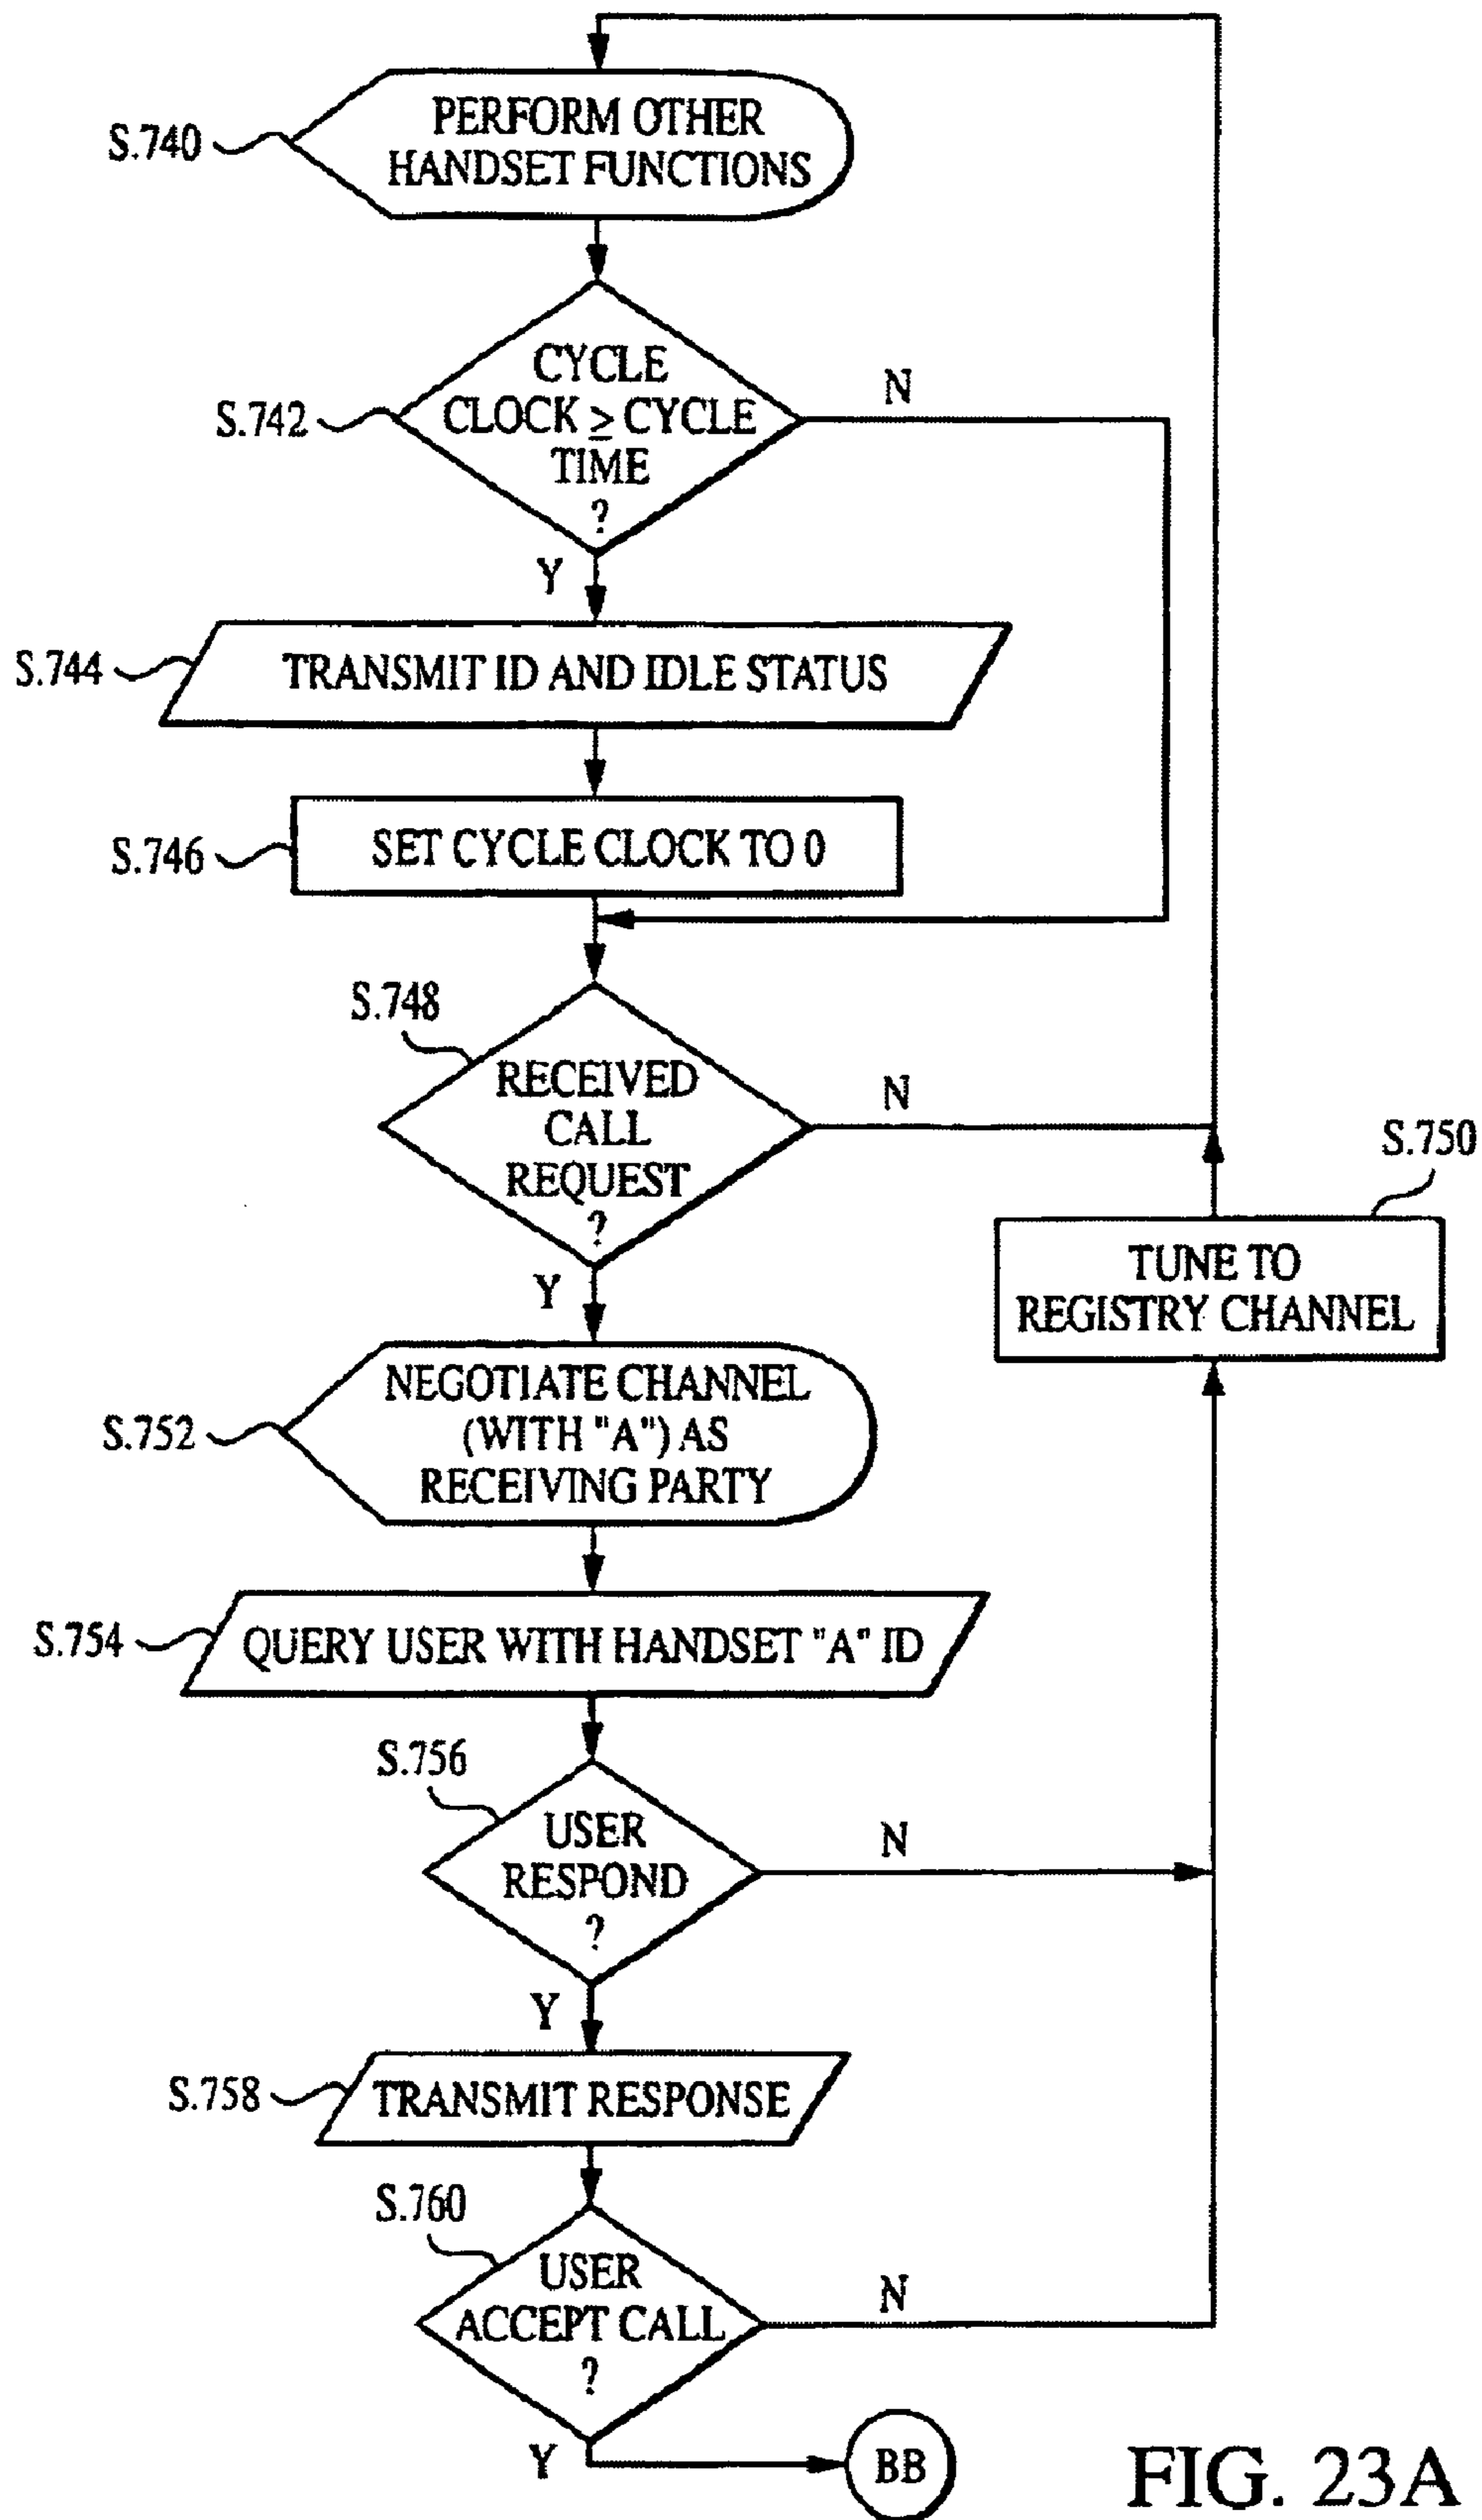 S.740
PERFORM OTHER
HANDSET FUNCTIONS
S.742
CYCLE
CLOCK ≥ CYCLE
TIME
?
N
Y
S.744
TRANSMIT ID AND IDLE STATUS
S.746
SET CYCLE CLOCK TO 0
S.748
RECEIVED
CALL
REQUEST
?
N
Y
S.750
TUNE TO
REGISTRY CHANNEL
S.752
NEGOTIATE CHANNEL
(WITH "A") AS
RECEIVING PARTY
S.754
QUERY USER WITH HANDSET "A" ID
S.756
USER
RESPOND
?
N
Y
S.758
TRANSMIT RESPONSE
S.760
USER
ACCEPT CALL
?
N
Y
BB
FIG. 23A